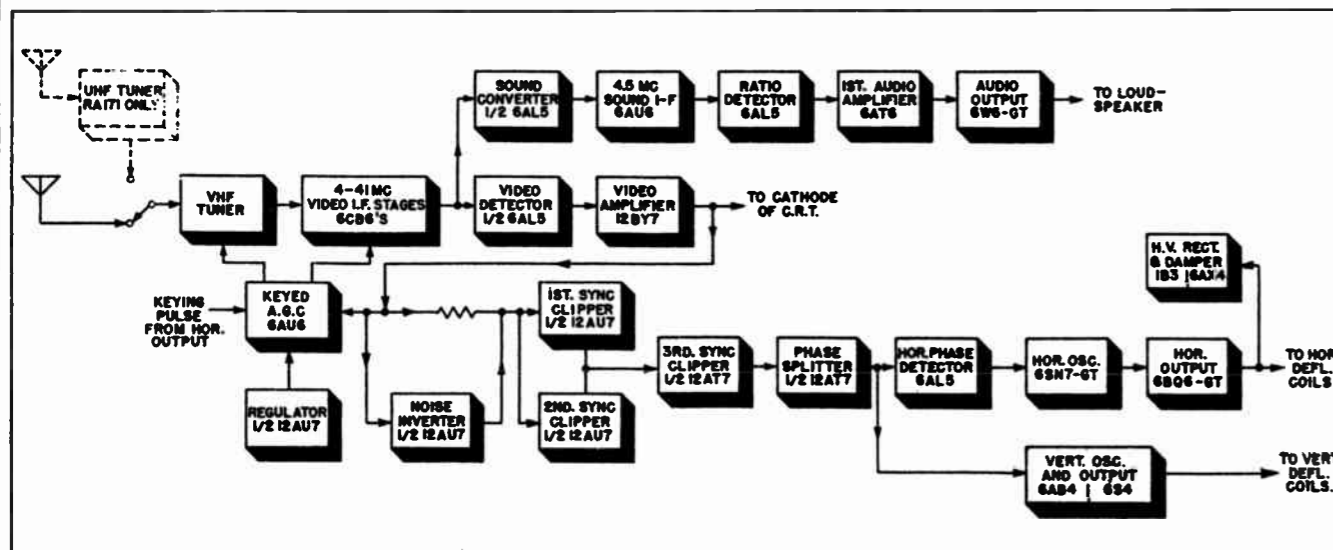 UHF TUNER
RA171 ONLY
SOUND
CONVERTER
1/2 6AL5
4.5 MC
SOUND I-F
6AU6
RATIO
DETECTOR
6AL5
1ST. AUDIO
AMPLIFIER
6AT6
AUDIO
OUTPUT
6W6-GT
TO LOUD-
SPEAKER
VHF
TUNER
4-41 MC
VIDEO I.F. STAGES
6CB6'S
VIDEO
DETECTOR
1/2 6AL5
VIDEO
AMPLIFIER
12BY7
TO CATHODE
OF C.R.T.
H.V. RECT.
& DAMPER
1B3 | 6AX4
KEYING
PULSE
FROM HOR.
OUTPUT
KEYED
A.G.C
6AU6
1ST. SYNC
CLIPPER
1/2 12AU7
3RD. SYNC
CLIPPER
1/2 12AT7
PHASE
SPLITTER
1/2 12AT7
HOR. PHASE
DETECTOR
6AL5
HOR. OSC.
6SN7-GT
HOR.
OUTPUT
6BQ6-GT
TO HOR
DEFL.
COILS
REGULATOR
1/2 12AU7
NOISE
INVERTER
1/2 12AU7
2ND. SYNC
CLIPPER
1/2 12AU7
VERT. OSC.
AND OUTPUT
6AB4 | 6S4
TO VERT
DEFL.
COILS.